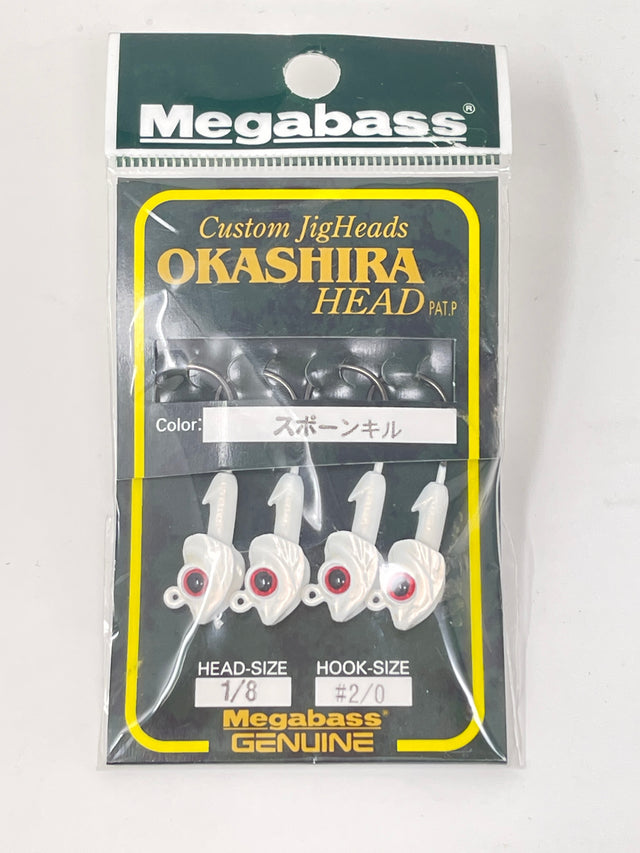 Megabass®
Custom JigHeads
OKASHIRA
HEAD PAT.P
Color: スポーンキル
HEAD-SIZE HOOK-SIZE
1/8 #2/0
Megabass®
GENUINE